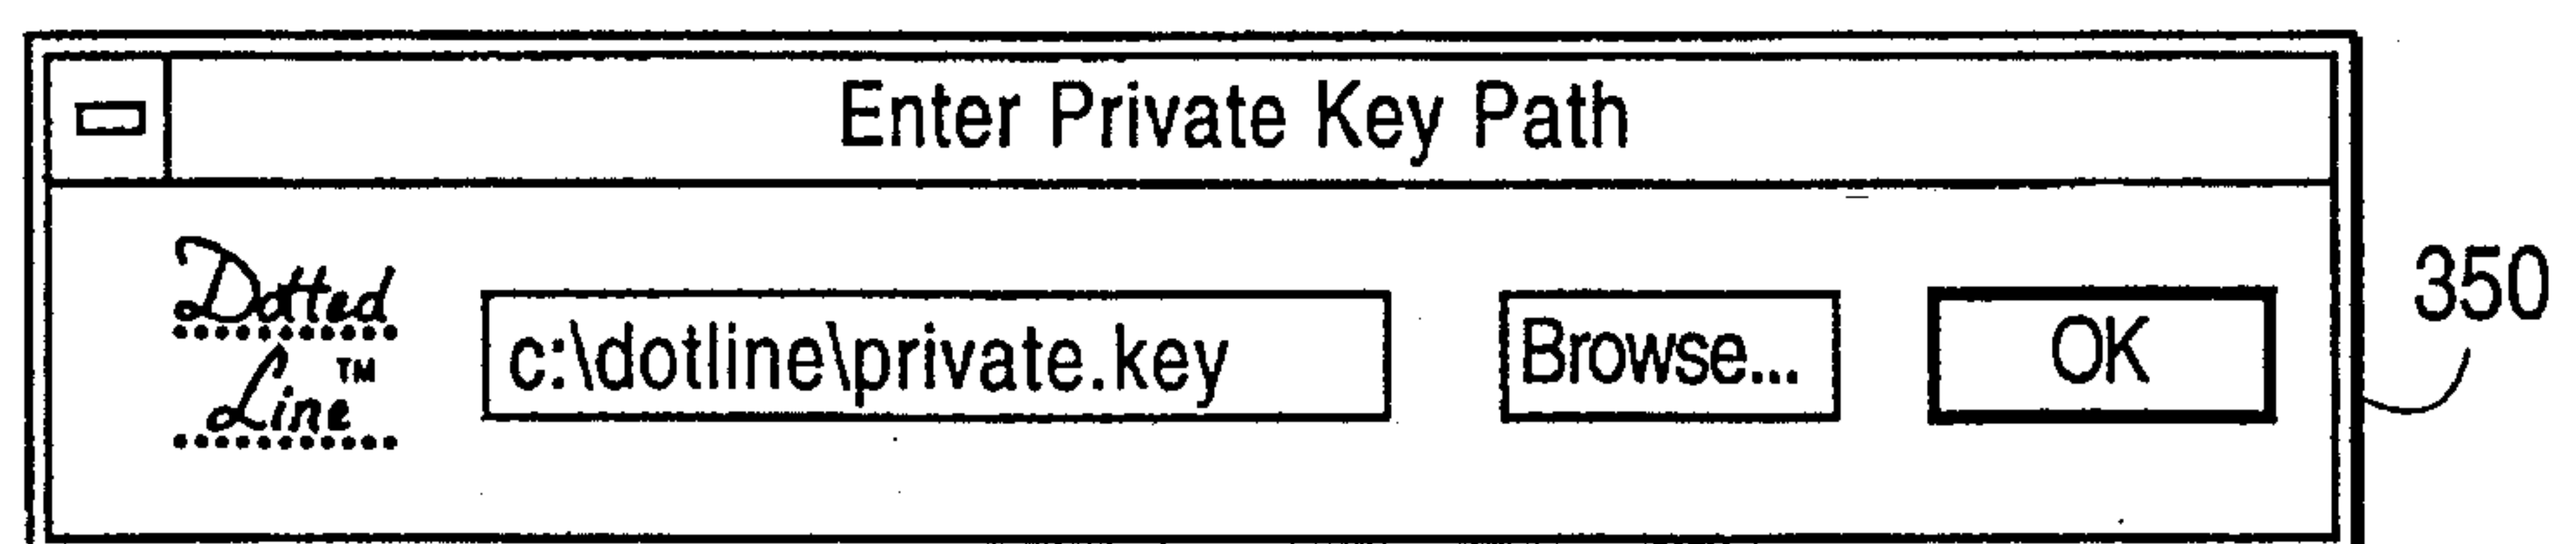 Enter Private Key Path
Dotted
Line™
c:\dotline\private.key
Browse...
OK
350